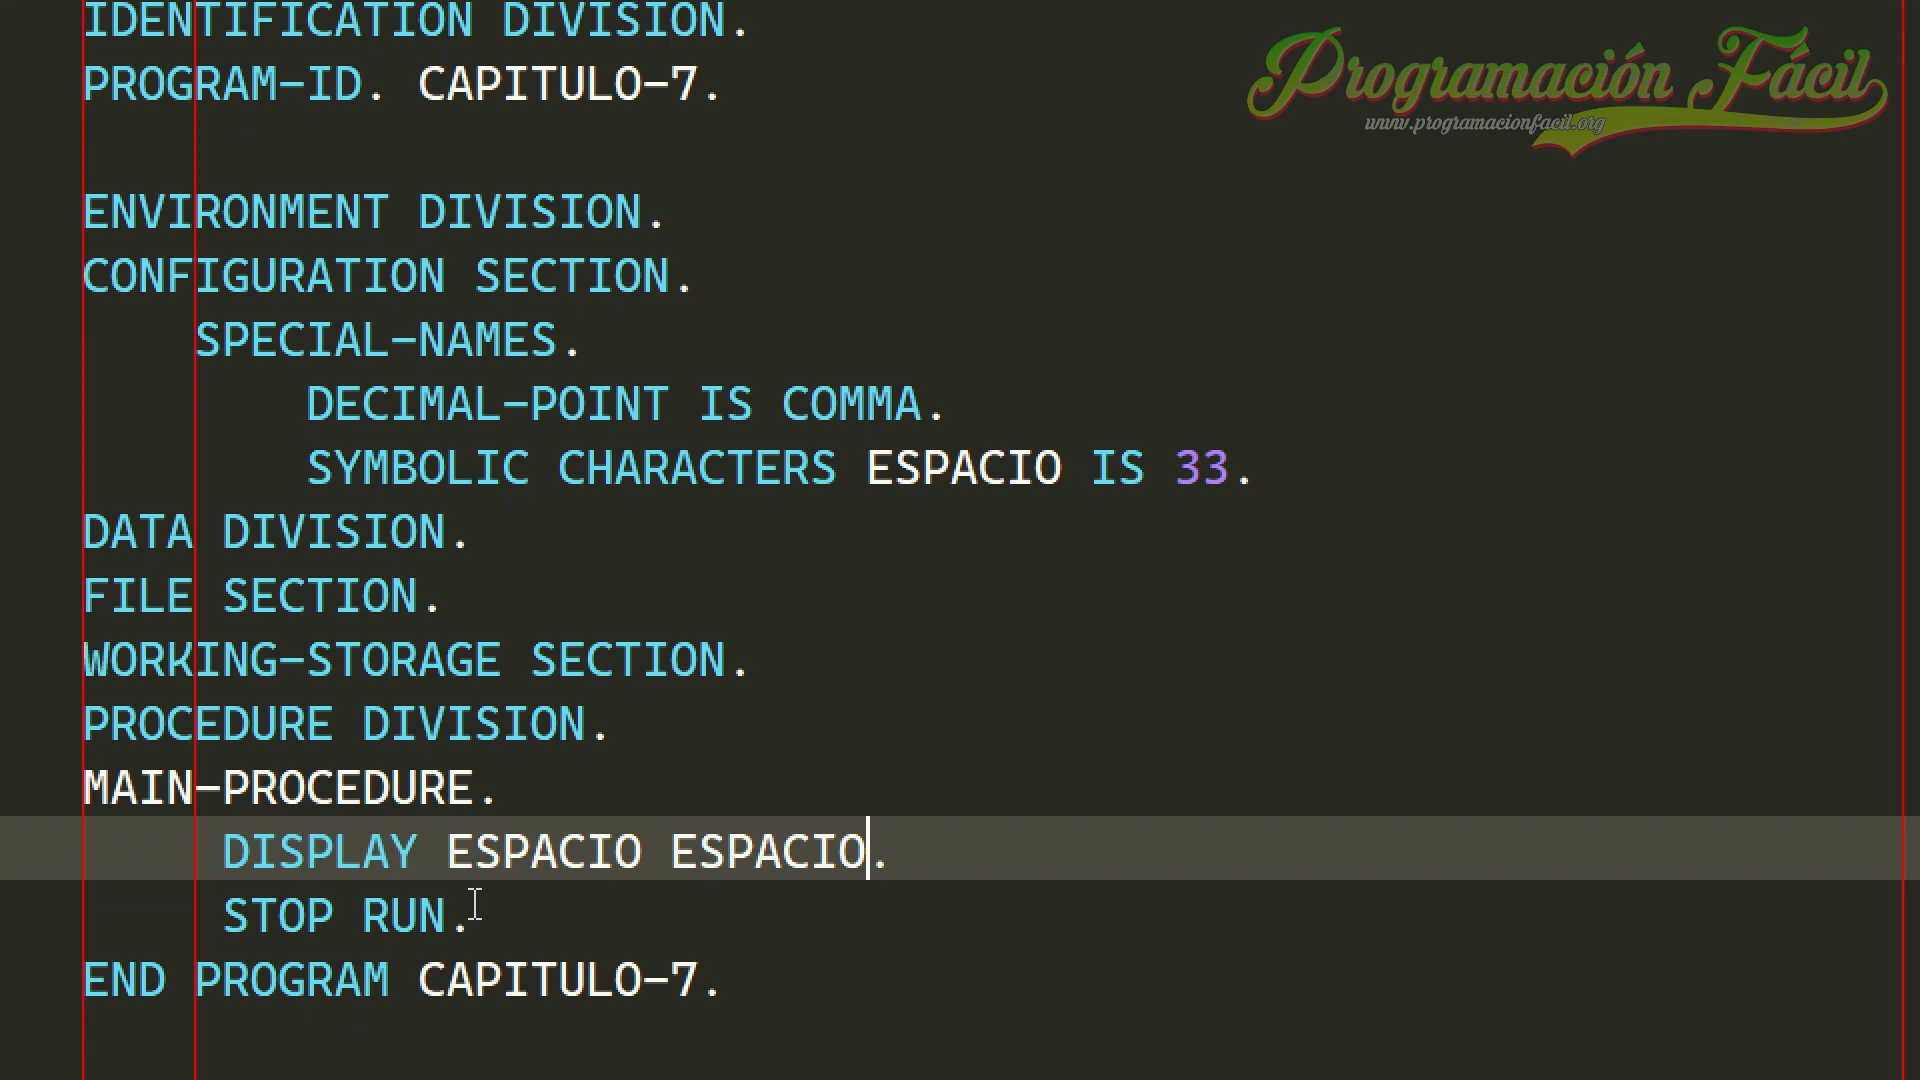 IDENTIFICATION DIVISION.
PROGRAM-ID. CAPITULO-7.
Programación Fácil
www.programacionfacil.org
ENVIRONMENT DIVISION.
CONFIGURATION SECTION.
SPECIAL-NAMES.
DECIMAL-POINT IS COMMA.
SYMBOLIC CHARACTERS ESPACIO IS 33.
DATA DIVISION.
FILE SECTION.
WORKING-STORAGE SECTION.
PROCEDURE DIVISION.
MAIN-PROCEDURE.
DISPLAY ESPACIO ESPACIO.
STOP RUN.
END PROGRAM CAPITULO-7.